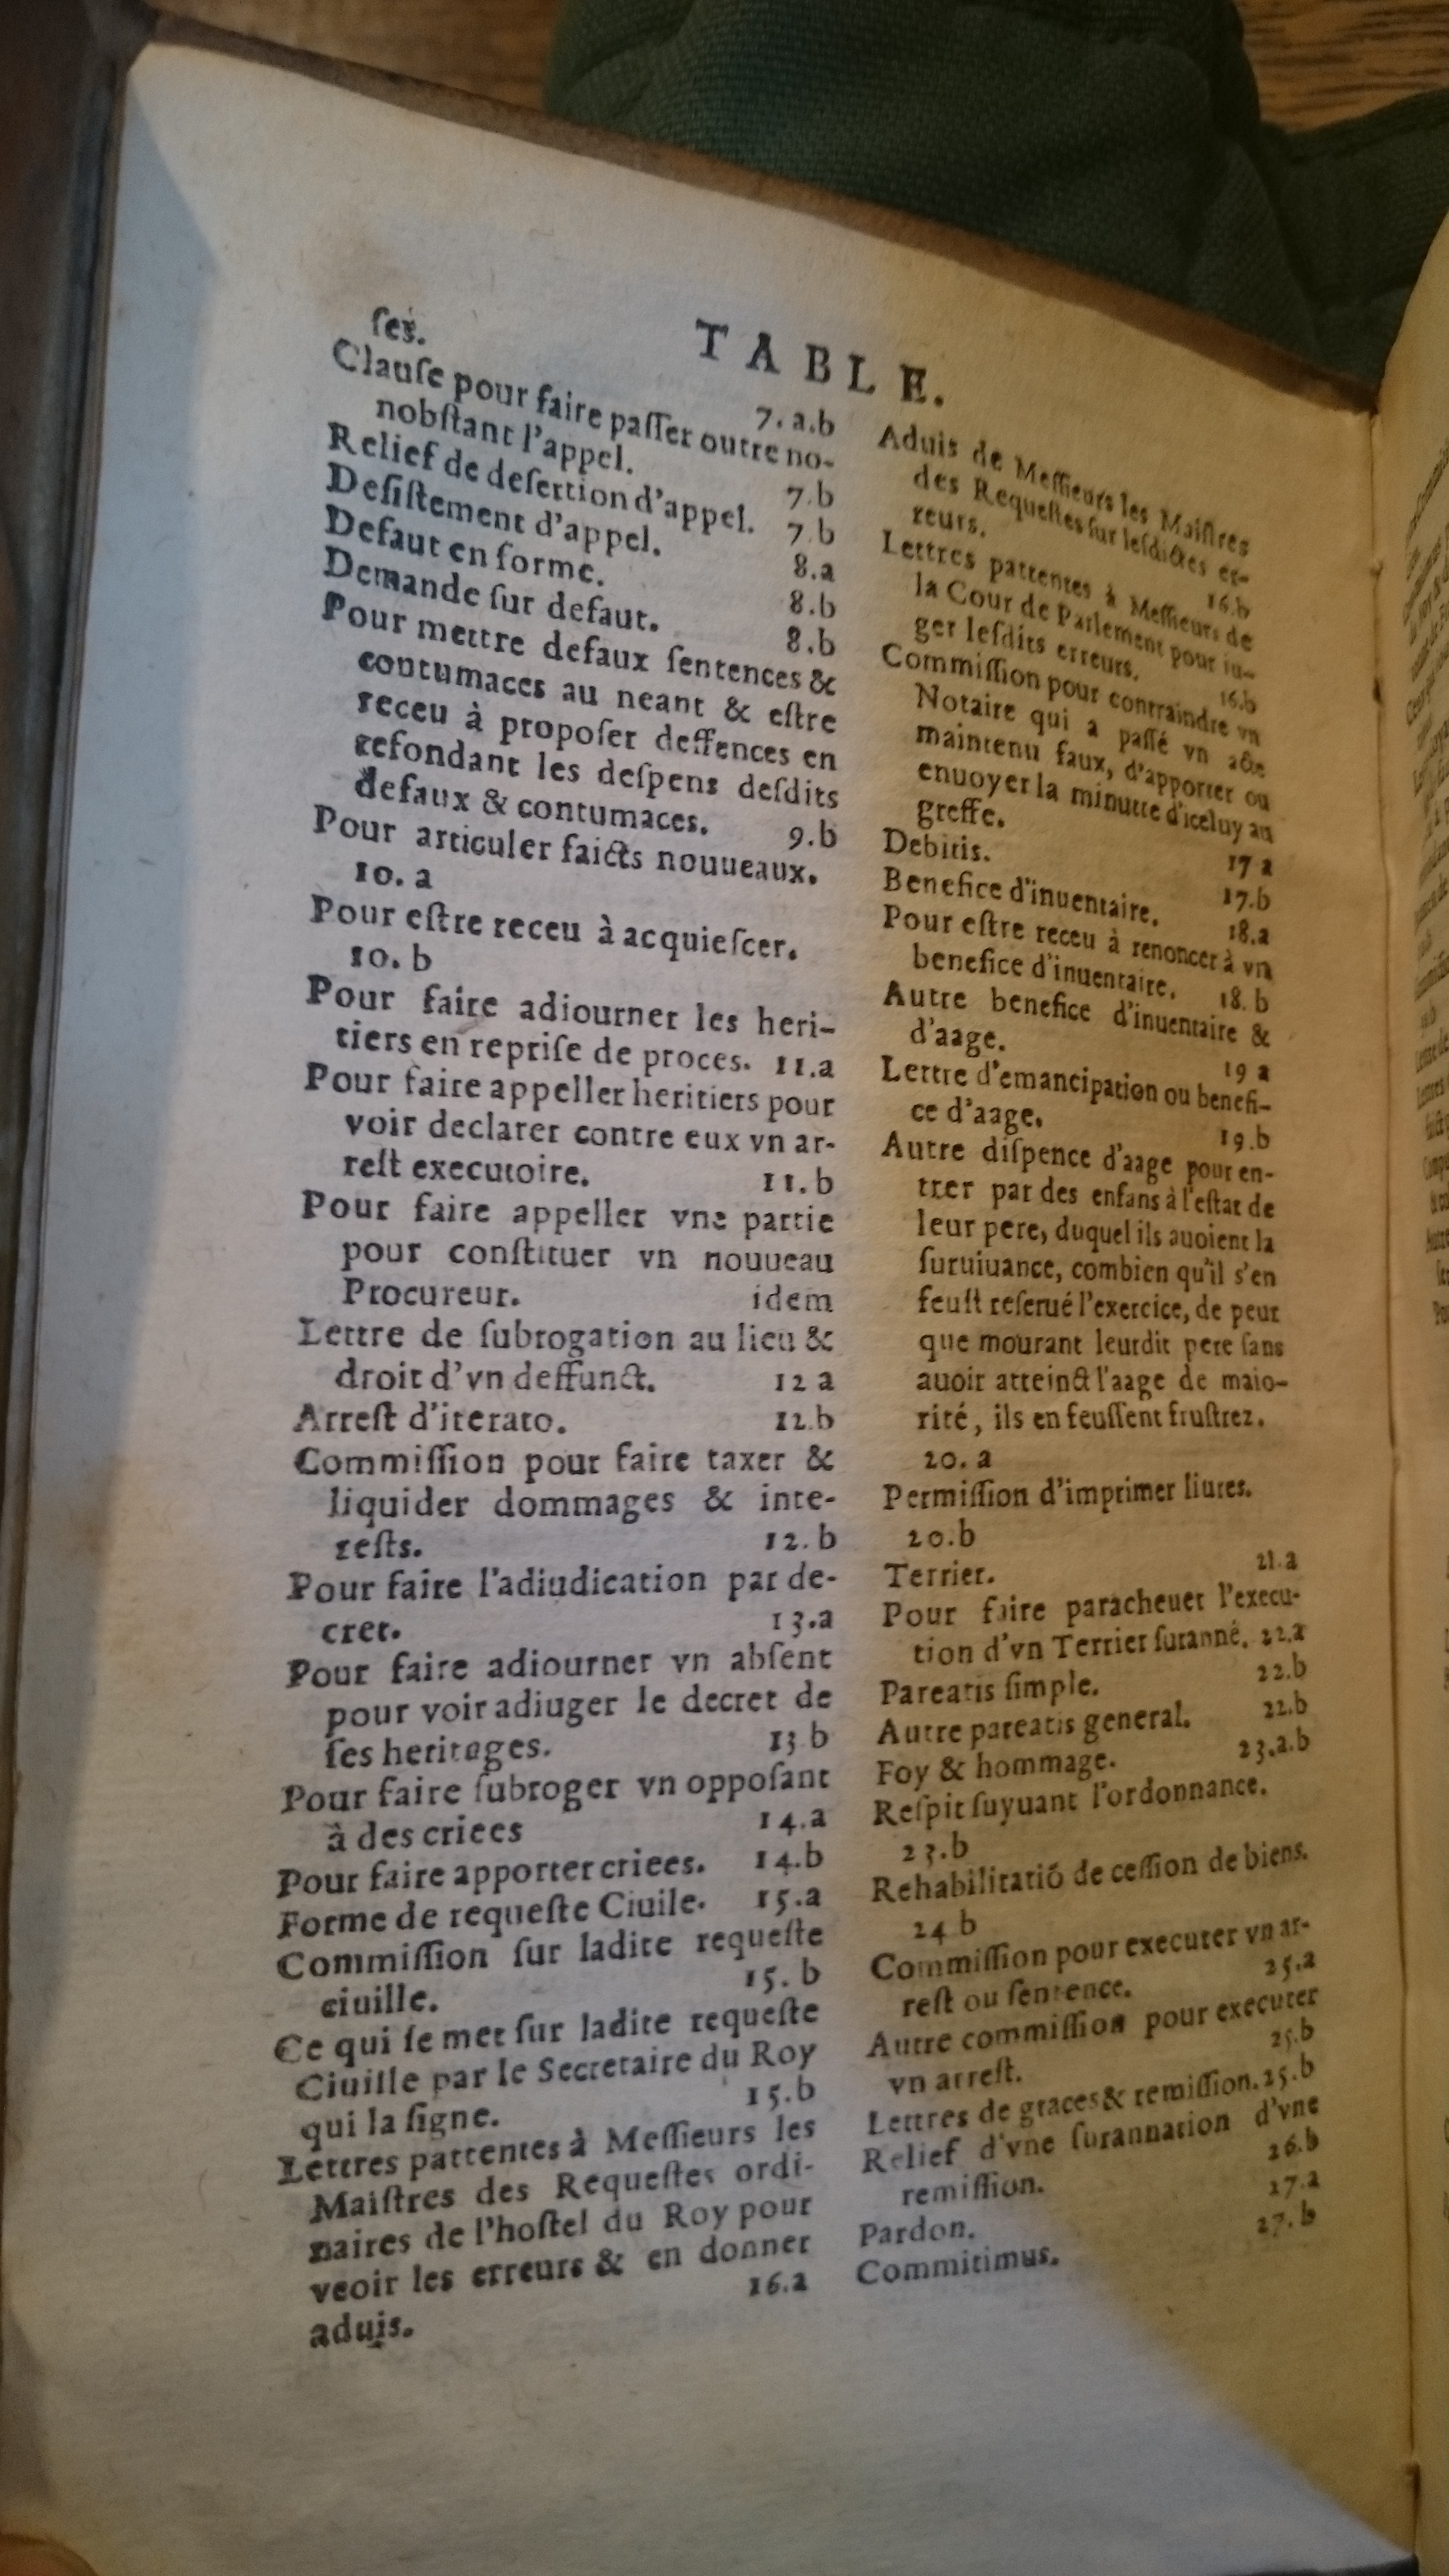 TABLE.
ſes. 7.a.b
Clauſe pour faire paſſer outre no-
nobſtant l'appel. 7.b
Relief de deſertion d'appel. 7.b
Deſiſtement d'appel. 8.a
Defaut en forme. 8.b
Demande ſur defaut. 8.b
Pour mettre defaux ſentences &
contumaces au neant & eſtre
receu à propoſer deffences en
refondant les deſpens deſdits
defaux & contumaces. 9.b
Pour articuler faicts nouueaux.
10. a
Pour eſtre receu à acquieſcer.
10. b
Pour faire adiourner les heri-
tiers en repriſe de proces. 11.a
Pour faire appeller heritiers pour
voir declarer contre eux vn ar-
reſt executoire. 11.b
Pour faire appeller vne partie
pour conſtituer vn nouueau
Procureur. idem
Lettre de ſubrogation au lieu &
droit d'vn deffunct. 12 a
Arreſt d'iterato. 12.b
Commiſſion pour faire taxer &
liquider dommages & inte-
reſts. 12.b
Pour faire l'adiudication par de-
cret. 13.a
Pour faire adiourner vn abſent
pour voir adiuger le decret de
ſes heritages. 13 b
Pour faire ſubroger vn oppoſant
à des criees 14.a
Pour faire apporter criees. 14.b
Forme de requeſte Ciuile. 15.a
Commiſſion ſur ladite requeſte
ciuille. 15. b
Ce qui ſe met ſur ladite requeſte
Ciuille par le Secretaire du Roy
qui la ſigne. 15.b
Lettres pattentes à Meſſieurs les
Maiſtres des Requeſtes ordi-
naires de l'hoſtel du Roy pour
veoir les erreurs & en donner
aduis. 16.a
Aduis de Meſſieurs les Maiſtres
des Requeſtes ſur leſdictes er-
reurs. 16.b
Lettres pattentes à Meſſieurs de
la Cour de Parlement pour iu-
ger leſdits erreurs. 16.b
Commiſſion pour contraindre vn
Notaire qui a paſſé vn acte
maintenu faux, d'apporter ou
enuoyer la minutte d'iceluy au
greffe. 17 a
Debitis. 17.b
Benefice d'inuentaire. 18.a
Pour eſtre receu à renoncer à vn
benefice d'inuentaire. 18. b
Autre benefice d'inuentaire &
d'aage. 19 a
Lettre d'emancipation ou benefi-
ce d'aage. 19.b
Autre diſpence d'aage pour en-
trer par des enfans à l'eſtat de
leur pere, duquel ils auoient la
ſuruiuance, combien qu'il s'en
feuſt reſerué l'exercice, de peur
que mourant leurdit pere ſans
auoir atteinct l'aage de maio-
rité, ils en feuſſent fruſtrez.
20. a
Permiſſion d'imprimer liures.
20.b
Terrier. 21.a
Pour faire paracheuer l'execu-
tion d'vn Terrier ſuranné. 22.a
Pareatis ſimple. 22.b
Autre pareatis general. 22.b
Foy & hommage. 23.a.b
Reſpit ſuyuant l'ordonnance.
23.b
Rehabilitatiō de ceſſion de biens.
24 b
Commiſſion pour executer vn ar-
reſt ou ſentence. 25.a
Autre commiſſion pour executer
vn arreſt. 25.b
Lettres de graces & remiſſion. 25.b
Relief d'vne ſurannation d'vne
remiſſion. 26.b
Pardon. 27.a
Commitimus. 27. b